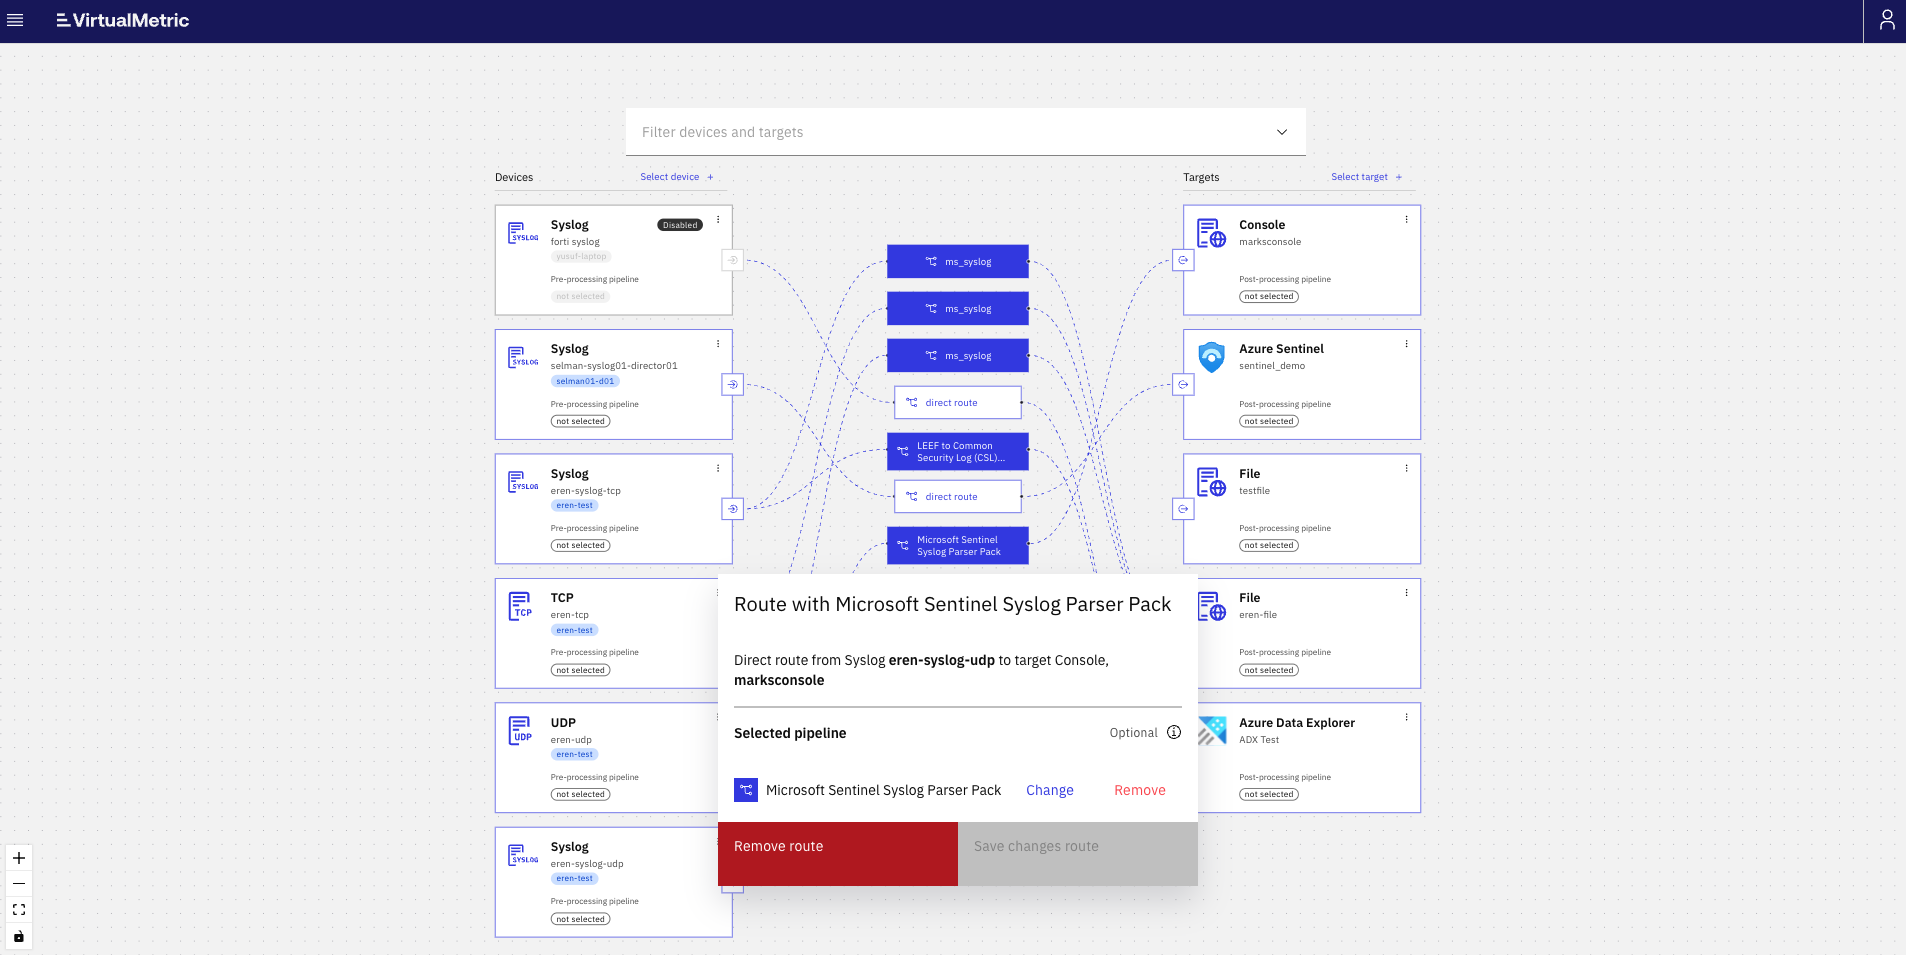 VirtualMetric
Filter devices and targets
Devices
Select device +
Targets
Select target +
SYSLOG
Syslog
Disabled
forti syslog
yusuf-laptop
Pre-processing pipeline
not selected
SYSLOG
Syslog
selman-syslog01-director01
selman01-d01
Pre-processing pipeline
not selected
SYSLOG
Syslog
eren-syslog-tcp
eren-test
Pre-processing pipeline
not selected
TCP
TCP
eren-tcp
eren-test
Pre-processing pipeline
not selected
UDP
UDP
eren-udp
eren-test
Pre-processing pipeline
not selected
SYSLOG
Syslog
eren-syslog-udp
eren-test
Pre-processing pipeline
not selected
ms_syslog
ms_syslog
ms_syslog
direct route
LEEF to Common
Security Log (CSL)...
direct route
Microsoft Sentinel
Syslog Parser Pack
Console
marksconsole
Post-processing pipeline
not selected
Azure Sentinel
sentinel_demo
Post-processing pipeline
not selected
File
testfile
Post-processing pipeline
not selected
File
eren-file
Post-processing pipeline
not selected
Azure Data Explorer
ADX Test
Post-processing pipeline
not selected
Route with Microsoft Sentinel Syslog Parser Pack
Direct route from Syslog eren-syslog-udp to target Console,
marksconsole
Selected pipeline
Optional
Microsoft Sentinel Syslog Parser Pack
Change
Remove
Remove route
Save changes route